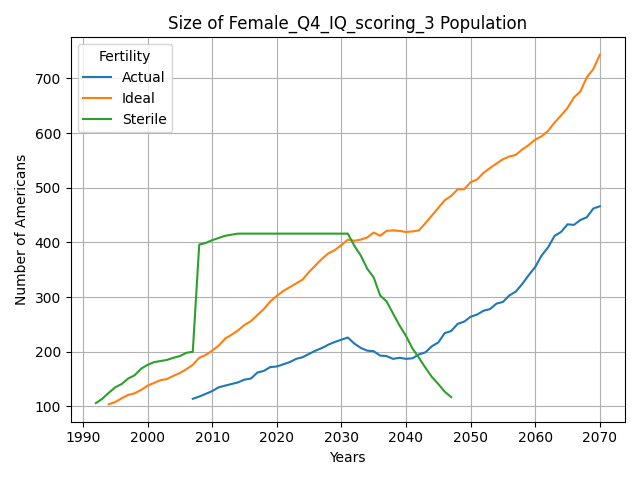 Size of Female_Q4_IQ_scoring_3 Population
Fertility
Actual
Ideal
Sterile
Number of Americans
700
600
500
400
300
200
100
1990 2000 2010 2020 2030 2040 2050 2060 2070
Years